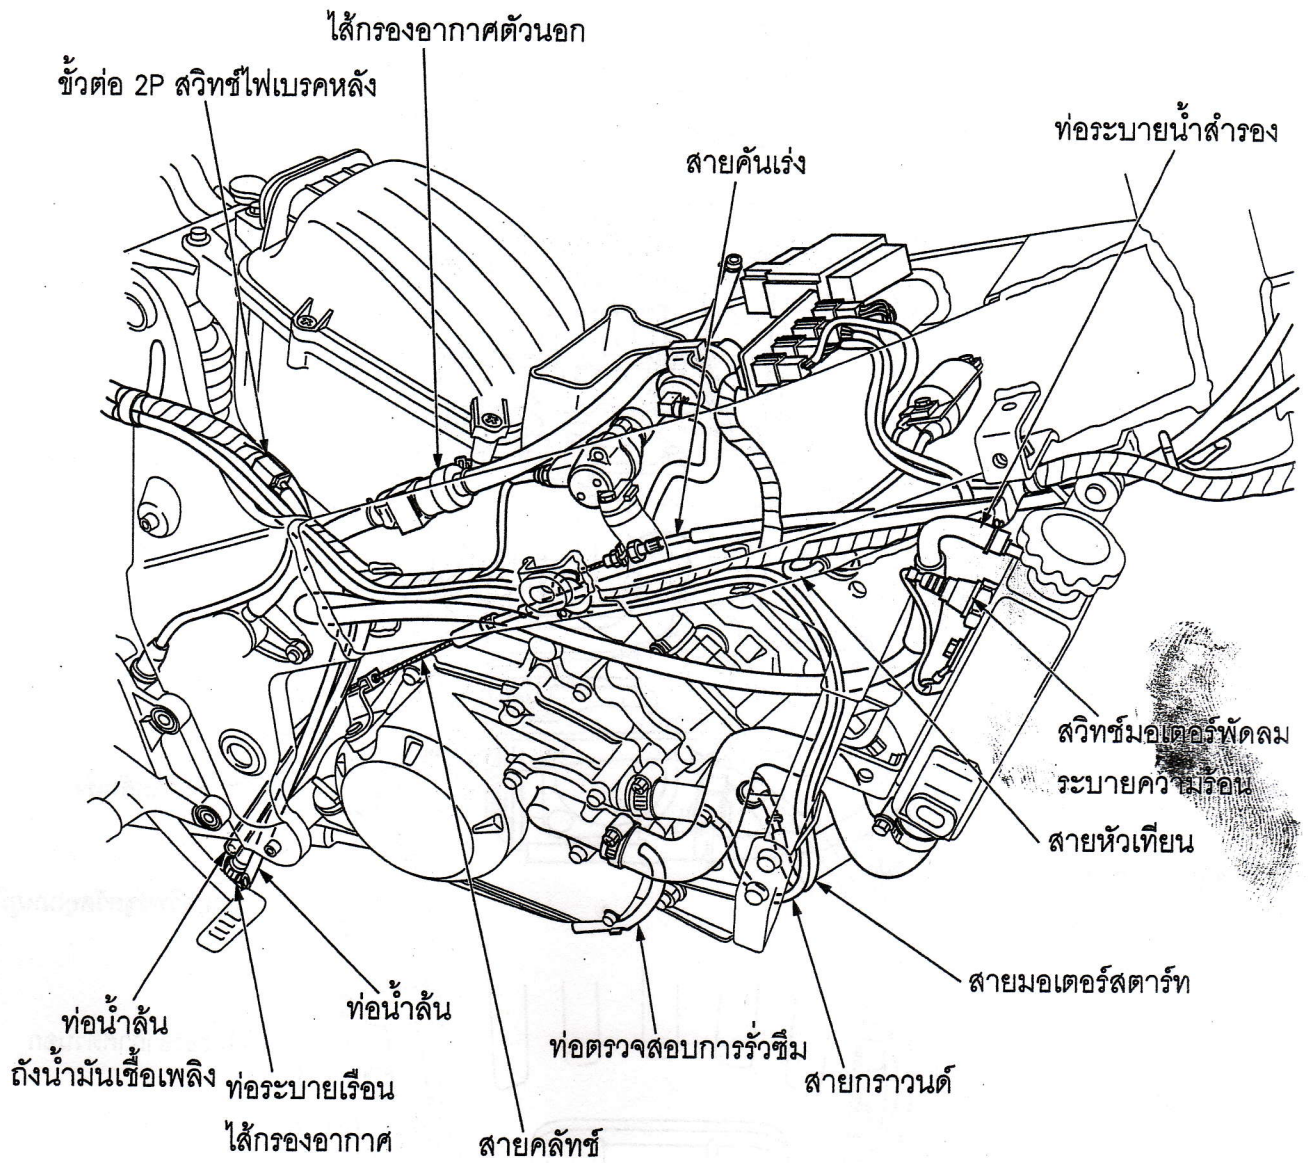 ไส้กรองอากาศตัวนอก
ขั้วต่อ 2P สวิทช์ไฟเบรคหลัง
ท่อระบายน้ำสำรอง
สายคันเร่ง
สวิทช์มอเตอร์พัดลม
ระบายความร้อน
สายหัวเทียน
สายมอเตอร์สตาร์ท
ท่อน้ำล้น
ท่อน้ำล้น
ถังน้ำมันเชื้อเพลิง
ท่อตรวจสอบการรั่วซึม
สายกราวนด์
ท่อระบายเรือน
ไส้กรองอากาศ
สายคลัทช์